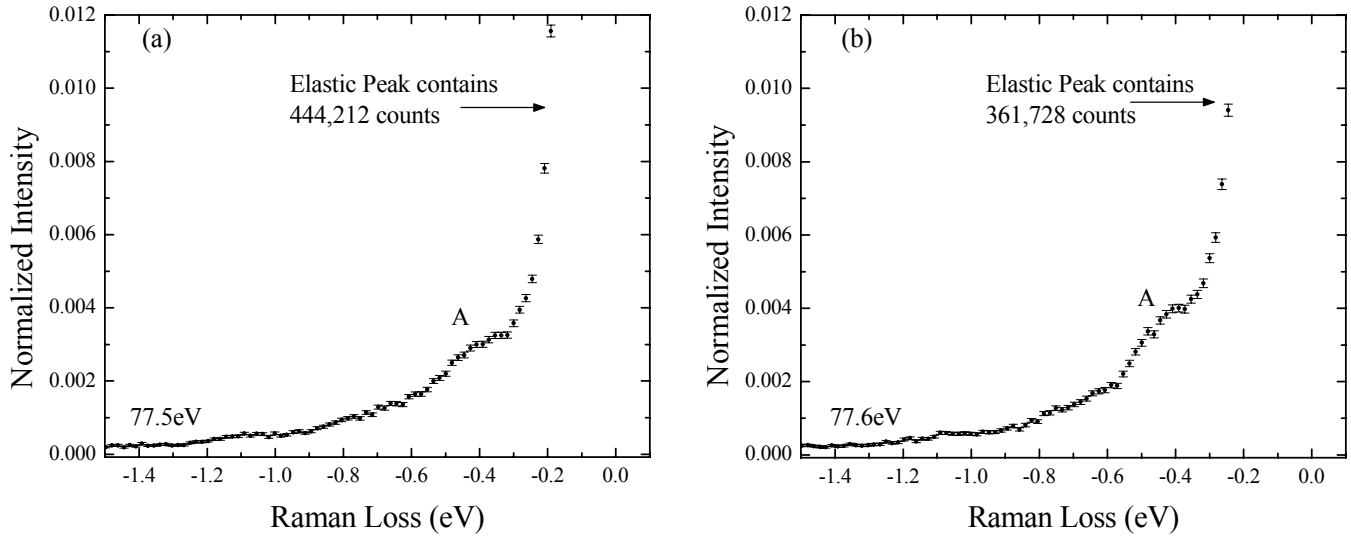 0.012
(a)
Elastic Peak contains
444,212 counts
0.010
0.008
0.006
0.004
A
0.002
77.5eV
0.000
-1.4 -1.2 -1.0 -0.8 -0.6 -0.4 -0.2 0.0
Raman Loss (eV)
Normalized Intensity
0.012
(b)
Elastic Peak contains
361,728 counts
0.010
0.008
0.006
0.004
A
0.002
77.6eV
0.000
-1.4 -1.2 -1.0 -0.8 -0.6 -0.4 -0.2 0.0
Raman Loss (eV)
Normalized Intensity